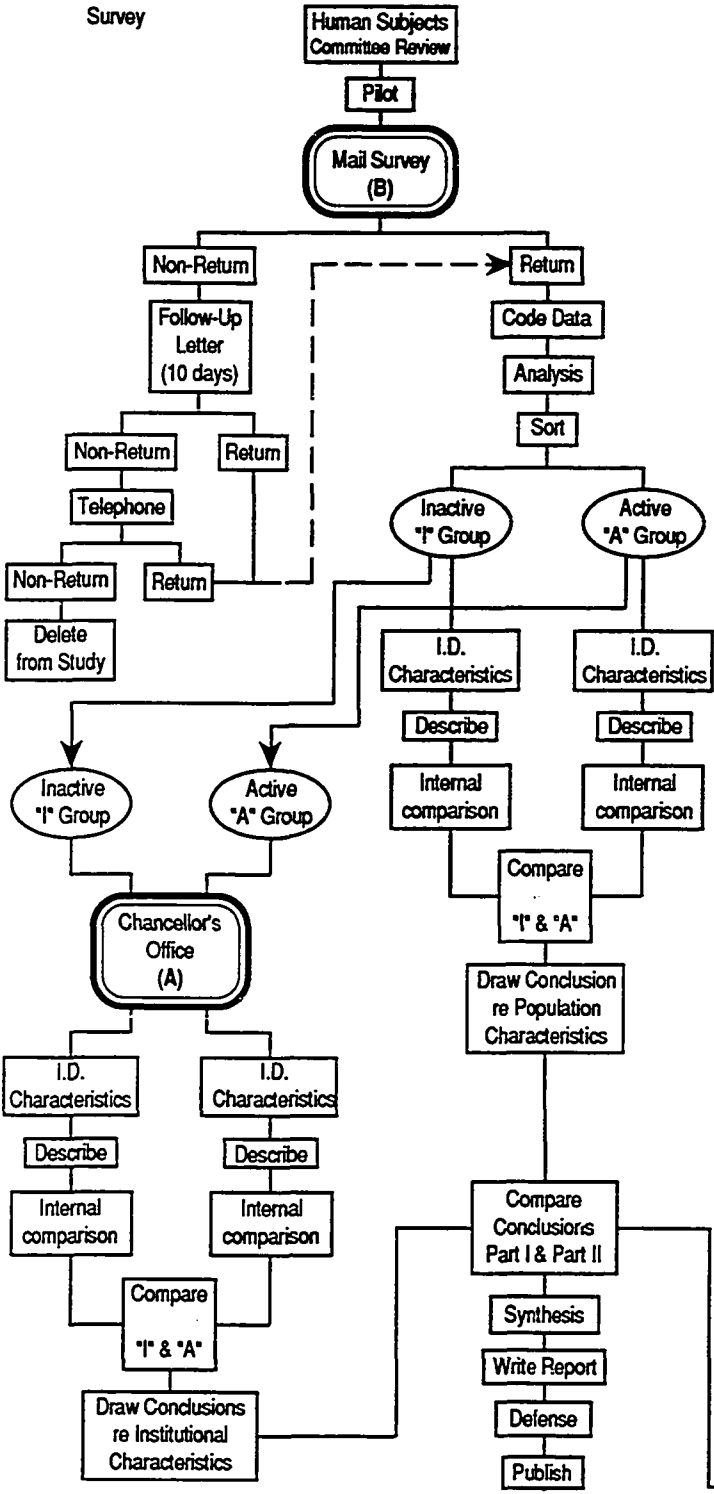 Survey
Human Subjects
Committee Review
Pilot
Mail Survey
(B)
Non-Return
Return
Follow-Up
Letter
(10 days)
Code Data
Analysis
Sort
Non-Return
Return
Telephone
Non-Return
Return
Delete
from Study
Inactive
"I" Group
Active
"A" Group
I.D.
Characteristics
I.D.
Characteristics
Describe
Describe
Internal
comparison
Internal
comparison
Inactive
"I" Group
Active
"A" Group
Compare
"I" & "A"
Chancellor's
Office
(A)
Draw Conclusion
re Population
Characteristics
I.D.
Characteristics
I.D.
Characteristics
Describe
Describe
Internal
comparison
Internal
comparison
Compare
"I" & "A"
Draw Conclusions
re Institutional
Characteristics
Compare
Conclusions
Part I & Part II
Synthesis
Write Report
Defense
Publish